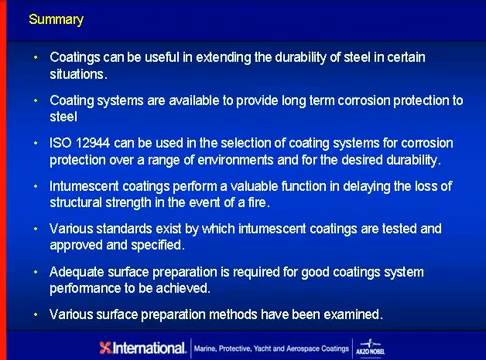 Summary
• Coatings can be useful in extending the durability of steel in certain
situations.
• Coating systems are available to provide long term corrosion protection to
steel
• ISO 12944 can be used in the selection of coating systems for corrosion
protection over a range of environments and for the desired durability.
• Intumescent coatings perform a valuable function in delaying the loss of
structural strength in the event of a fire.
• Various standards exist by which intumescent coatings are tested and
approved and specified.
• Adequate surface preparation is required for good coatings system
performance to be achieved.
• Various surface preparation methods have been examined.
International. Marine, Protective, Yacht and Aerospace Coatings AKZO NOBEL